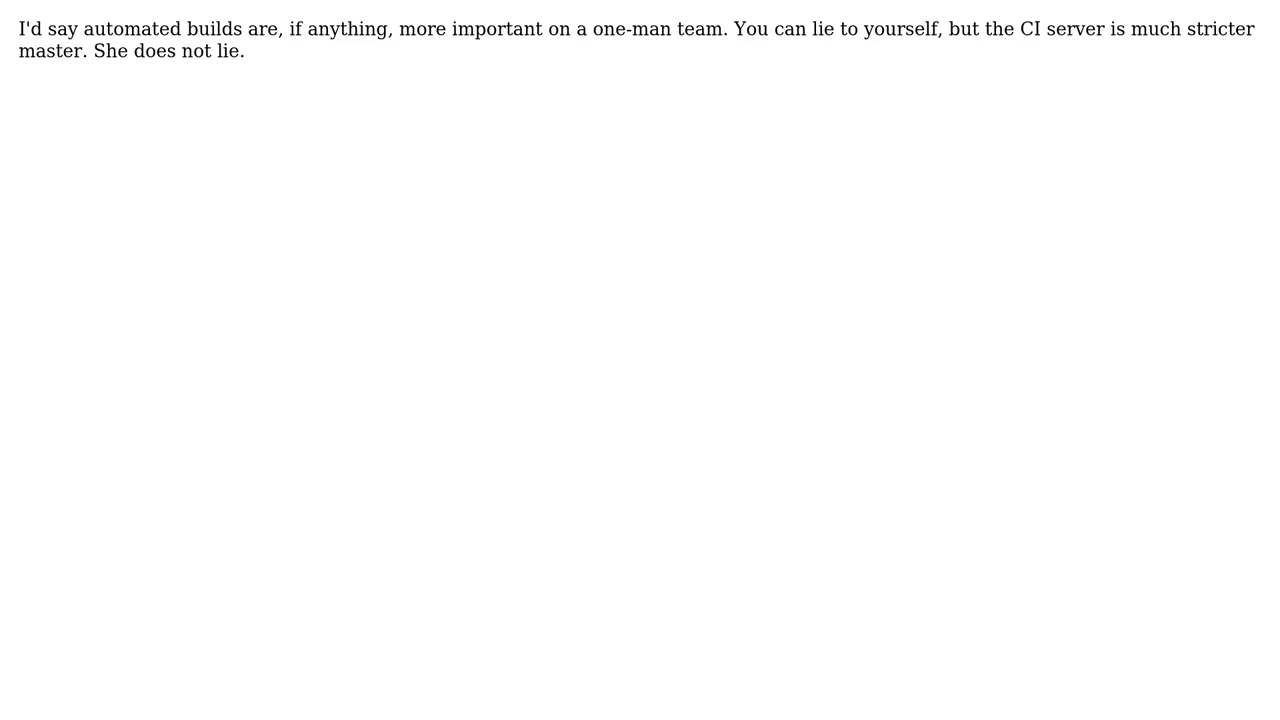 I'd say automated builds are, if anything, more important on a one-man team. You can lie to yourself, but the CI server is much stricter
master. She does not lie.